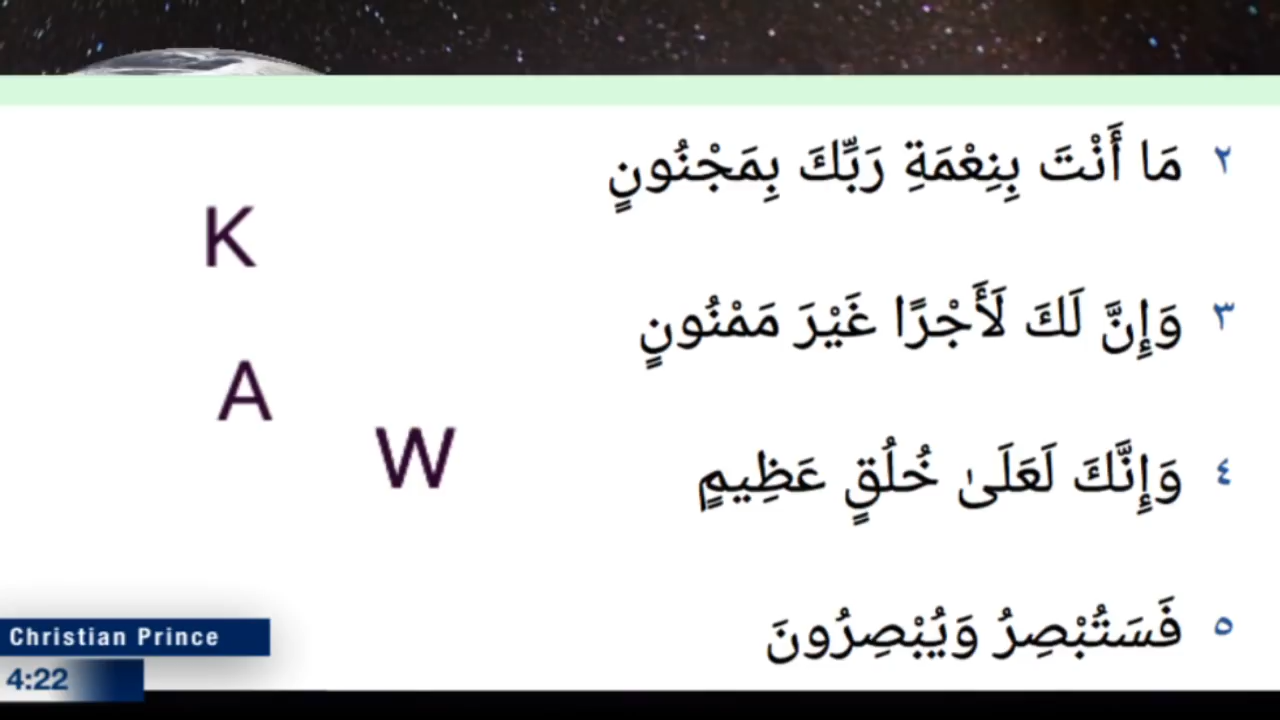 ٢ مَا أَنْتَ بِنِعْمَةِ رَبِّكَ بِمَجْنُونٍ
K
٣ وَإِنَّ لَكَ لَأَجْرًا غَيْرَ مَمْنُونٍ
A
W
٤ وَإِنَّكَ لَعَلَىٰ خُلُقٍ عَظِيمٍ
٥ فَسَتُبْصِرُ وَيُبْصِرُونَ
Christian Prince
4:22